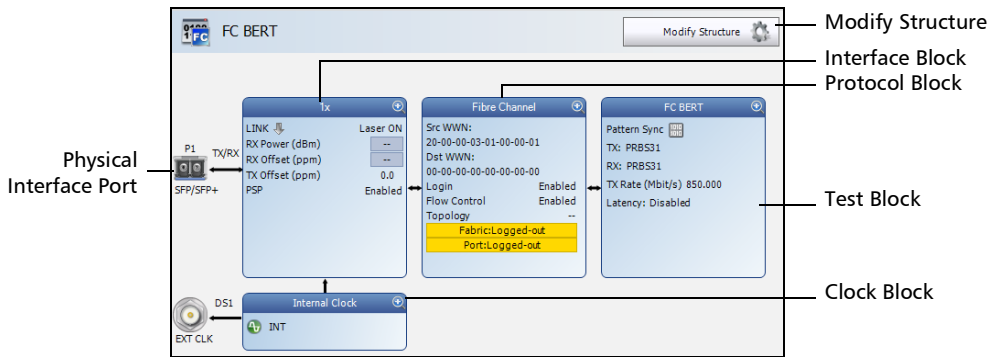 FC
FC BERT
Modify Structure
Modify Structure
Interface Block
Protocol Block
1x
LINK
Laser ON
RX Power (dBm)
--
RX Offset (ppm)
--
TX Offset (ppm)
0.0
PSP
Enabled
Fibre Channel
Src WWN:
20-00-00-03-01-00-00-01
Dst WWN:
00-00-00-00-00-00-00-00
Login
Enabled
Flow Control
Enabled
Topology
--
Fabric:Logged-out
Port:Logged-out
FC BERT
Pattern Sync
TX: PRBS31
RX: PRBS31
TX Rate (Mbit/s) 850.000
Latency: Disabled
P1
TX/RX
SFP/SFP+
Physical
Interface Port
Test Block
Internal Clock
INT
DS1
EXT CLK
Clock Block